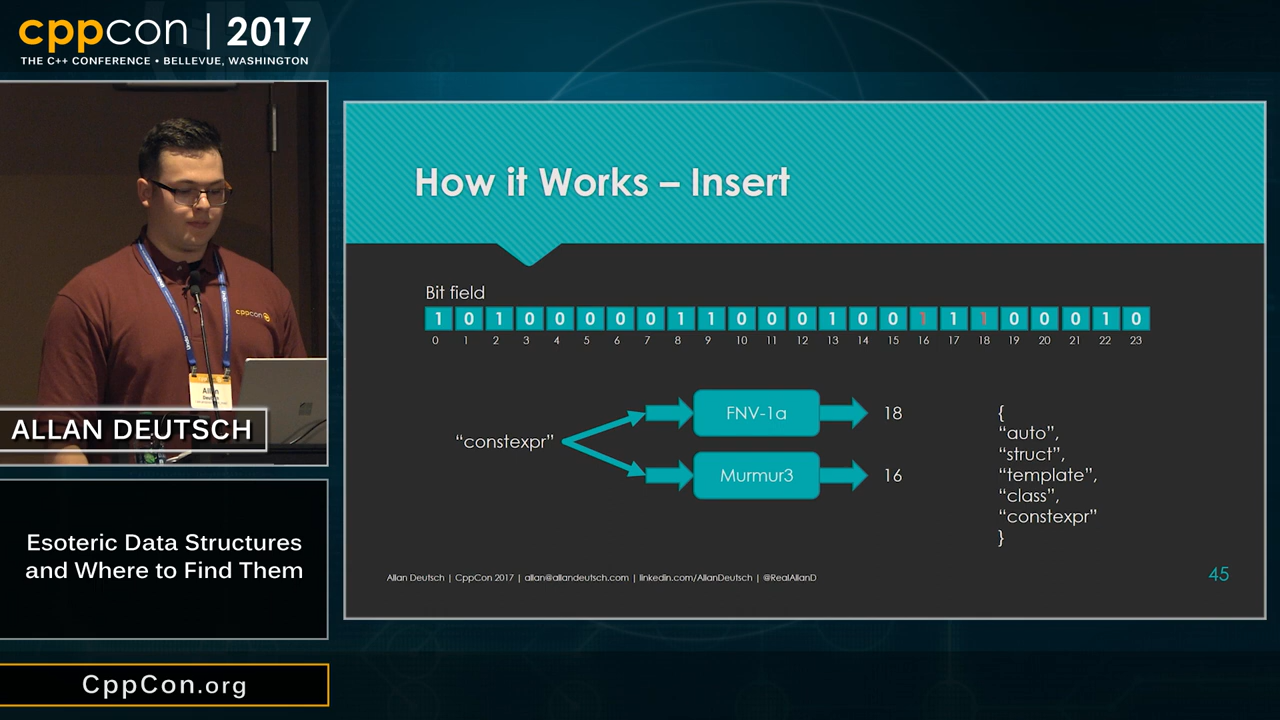 cppcon | 2017
THE C++ CONFERENCE • BELLEVUE, WASHINGTON
cppcon
Allan
Deutsch
ALLAN DEUTSCH
Esoteric Data Structures
and Where to Find Them
CppCon.org
How it Works – Insert
Bit field
1 0 1 0 0 0 0 0 1 1 0 0 0 1 0 0 1 1 1 0 0 0 1 0
0 1 2 3 4 5 6 7 8 9 10 11 12 13 14 15 16 17 18 19 20 21 22 23
“constexpr”
FNV-1a
18
Murmur3
16
{
“auto”,
“struct”,
“template”,
“class”,
“constexpr”
}
Allan Deutsch | CppCon 2017 | allan@allandeutsch.com | linkedin.com/AllanDeutsch | @RealAllanD
45